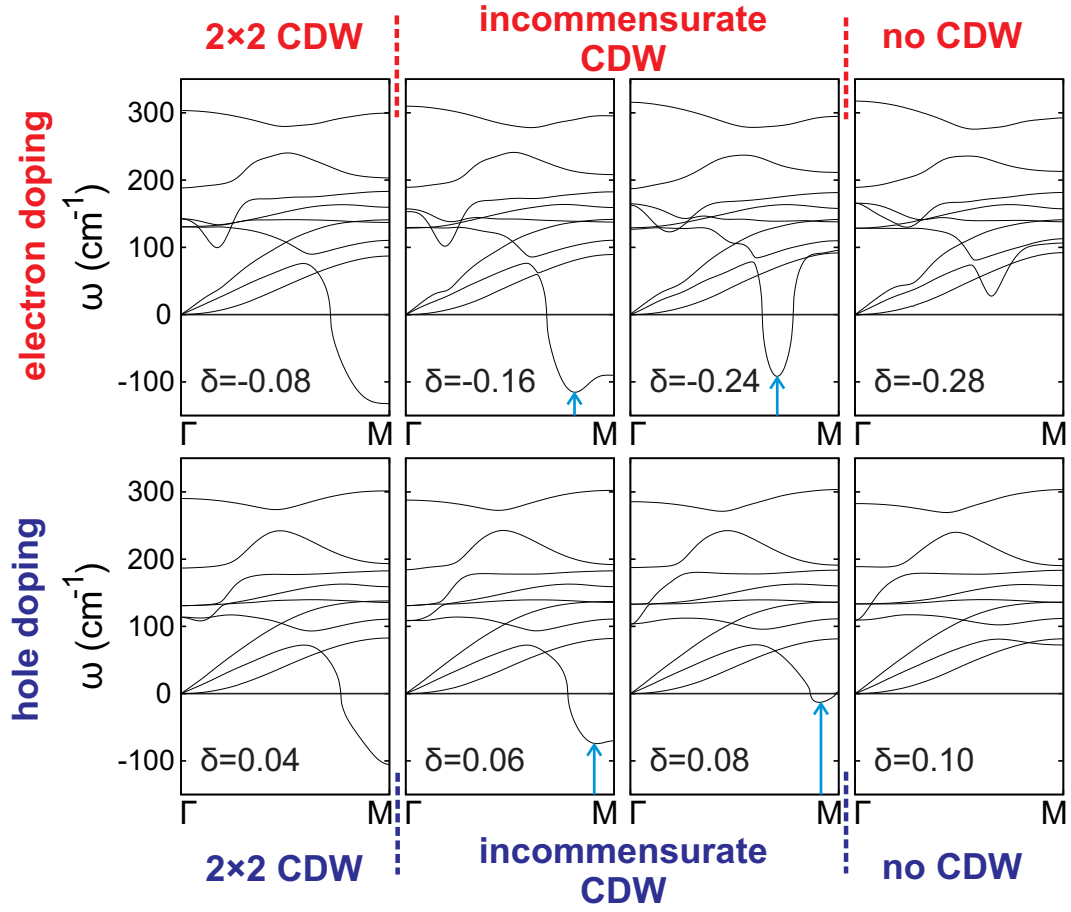 2×2 CDW
incommensurate
CDW
no CDW
electron doping
ω (cm⁻¹)
300
200
100
0
-100
δ=-0.08
δ=-0.16
δ=-0.24
δ=-0.28
Γ
M
Γ
M
Γ
M
Γ
M
hole doping
ω (cm⁻¹)
300
200
100
0
-100
δ=0.04
δ=0.06
δ=0.08
δ=0.10
Γ
M
Γ
M
Γ
M
Γ
M
2×2 CDW
incommensurate
CDW
no CDW